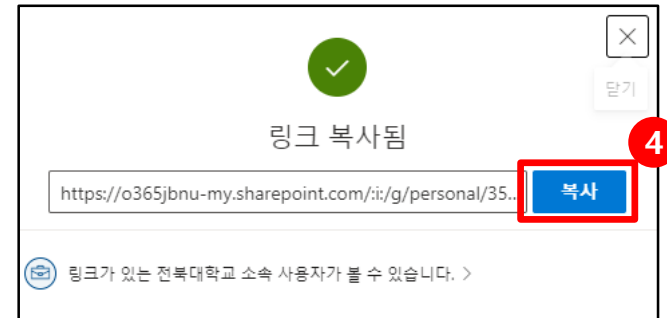 닫기
링크 복사됨
4
https://o365jbnu-my.sharepoint.com/:i:/g/personal/35...
복사
링크가 있는 전북대학교 소속 사용자가 볼 수 있습니다. >